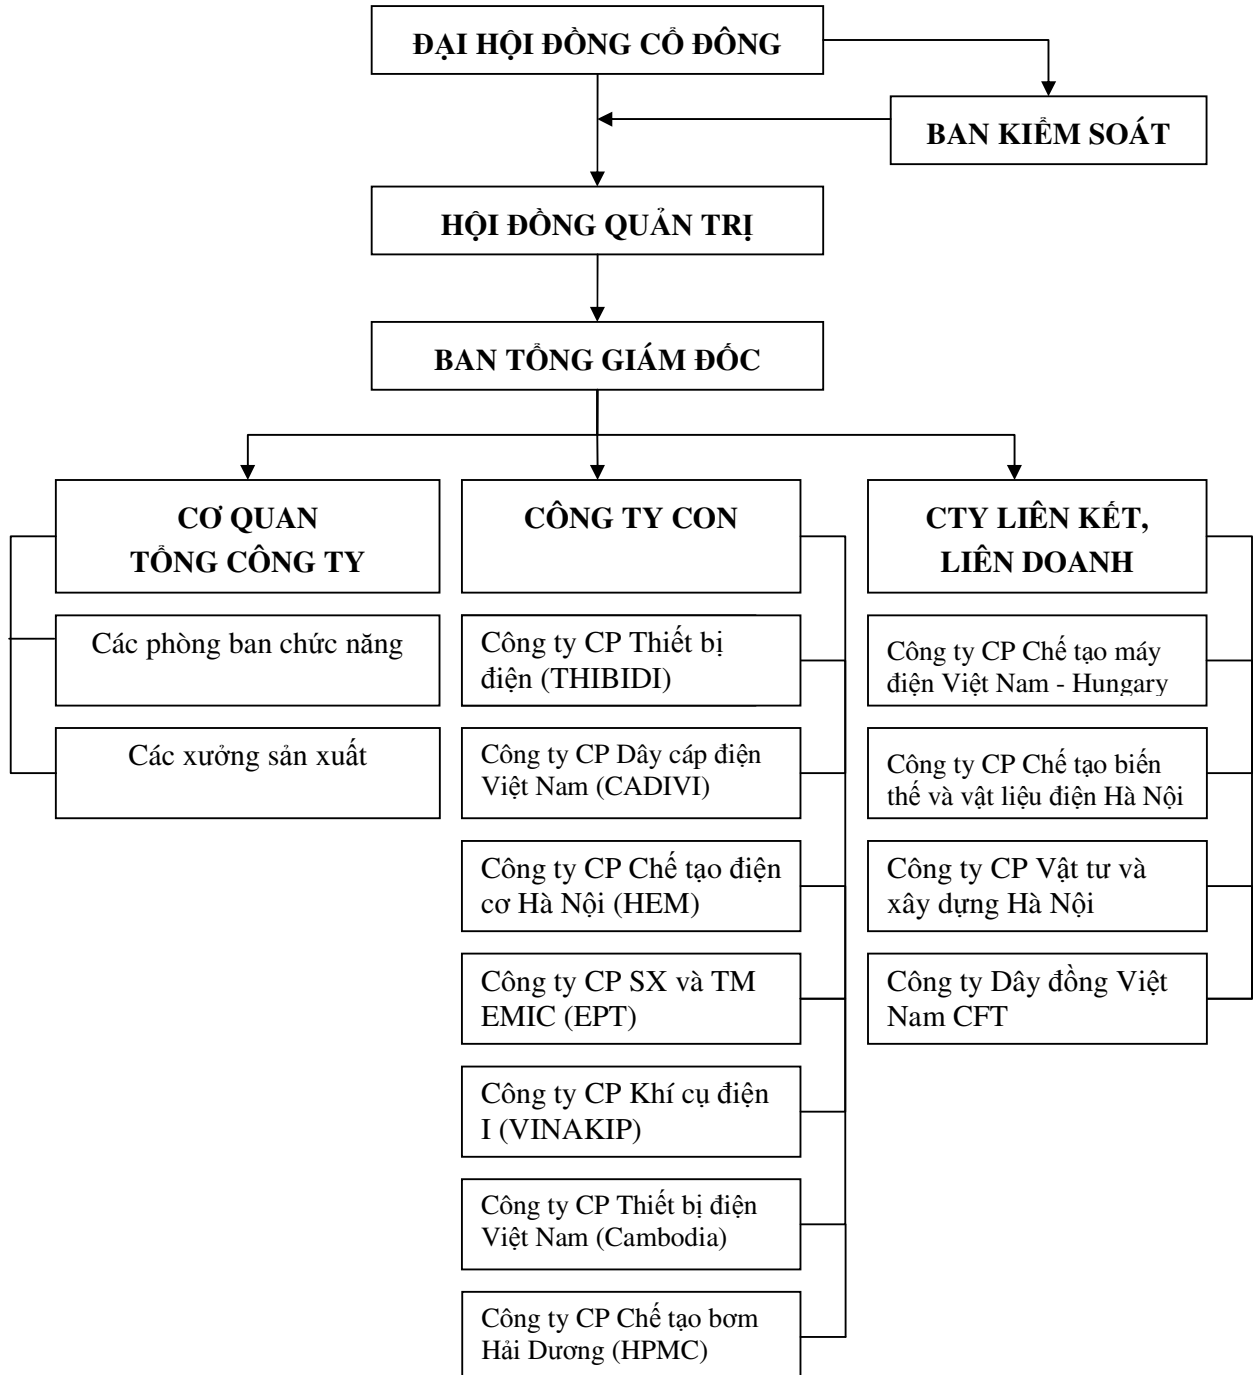 ĐẠI HỘI ĐỒNG CỔ ĐÔNG
BAN KIỂM SOÁT
HỘI ĐỒNG QUẢN TRỊ
BAN TỔNG GIÁM ĐỐC
CƠ QUAN
TỔNG CÔNG TY
Các phòng ban chức năng
Các xưởng sản xuất
CÔNG TY CON
Công ty CP Thiết bị
điện (THIBIDI)
Công ty CP Dây cáp điện
Việt Nam (CADIVI)
Công ty CP Chế tạo điện
cơ Hà Nội (HEM)
Công ty CP SX và TM
EMIC (EPT)
Công ty CP Khí cụ điện
I (VINAKIP)
Công ty CP Thiết bị điện
Việt Nam (Cambodia)
Công ty CP Chế tạo bơm
Hải Dương (HPMC)
CTY LIÊN KẾT,
LIÊN DOANH
Công ty CP Chế tạo máy
điện Việt Nam - Hungary
Công ty CP Chế tạo biến
thế và vật liệu điện Hà Nội
Công ty CP Vật tư và
xây dựng Hà Nội
Công ty Dây đồng Việt
Nam CFT